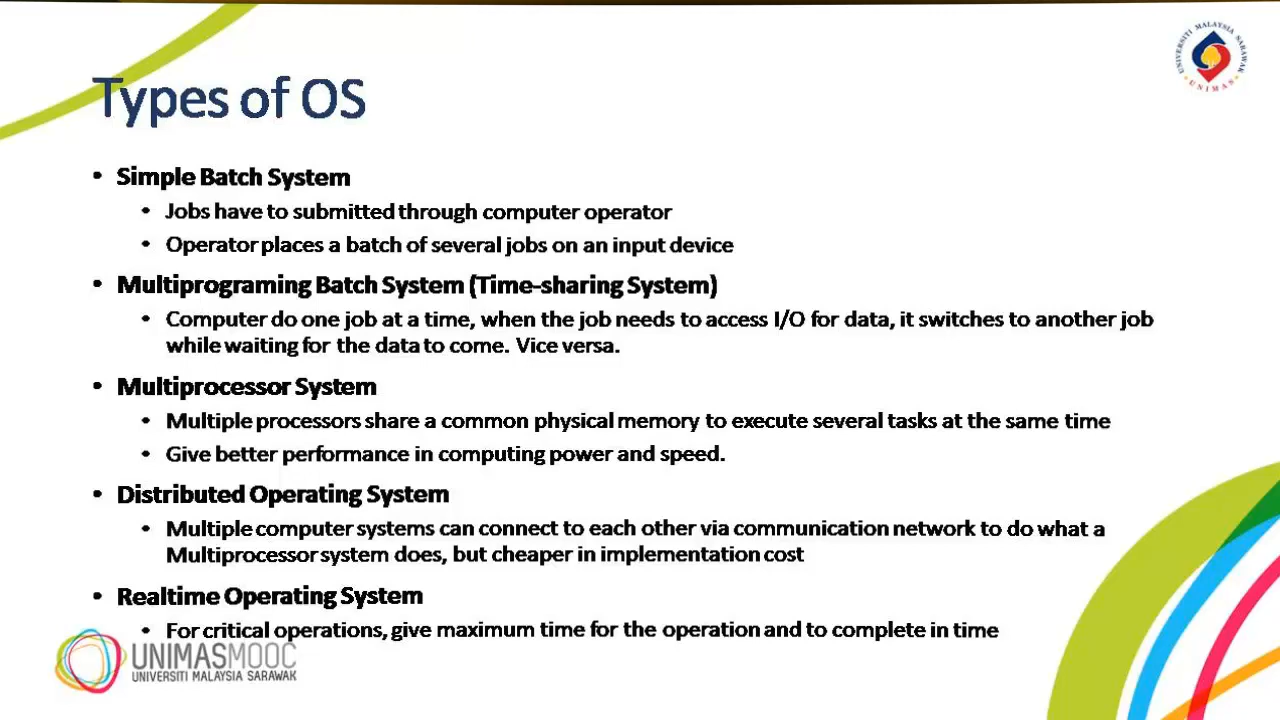 UNIVERSITI MALAYSIA SARAWAK
UNIMAS
Types of OS
• Simple Batch System
• Jobs have to submitted through computer operator
• Operator places a batch of several jobs on an input device
• Multiprograming Batch System (Time-sharing System)
• Computer do one job at a time, when the job needs to access I/O for data, it switches to another job
while waiting for the data to come. Vice versa.
• Multiprocessor System
• Multiple processors share a common physical memory to execute several tasks at the same time
• Give better performance in computing power and speed.
• Distributed Operating System
• Multiple computer systems can connect to each other via communication network to do what a
Multiprocessor system does, but cheaper in implementation cost
• Realtime Operating System
• For critical operations, give maximum time for the operation and to complete in time
UNIMASMOOC
UNIVERSITI MALAYSIA SARAWAK